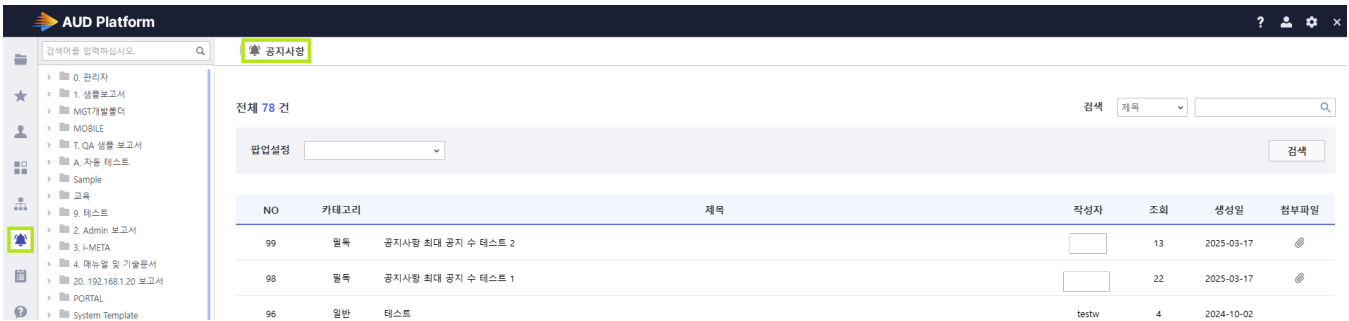 AUD Platform
?
×
검색어를 입력하십시오.
0. 관리자
1. 샘플보고서
MGT개발폴더
MOBILE
T. QA 샘플 보고서
A. 자동 테스트
Sample
교육
9. 테스트
2. Admin 보고서
3. i-META
4. 매뉴얼 및 기술문서
20. 192.168.1.20 보고서
PORTAL
System Template
공지사항
전체 78 건
검색 제목
팝업설정 검색
NO 카테고리 제목 작성자 조회 생성일 첨부파일
99 필독 공지사항 최대 공지 수 테스트 2 13 2025-03-17
98 필독 공지사항 최대 공지 수 테스트 1 22 2025-03-17
96 일반 테스트 testw 4 2024-10-02